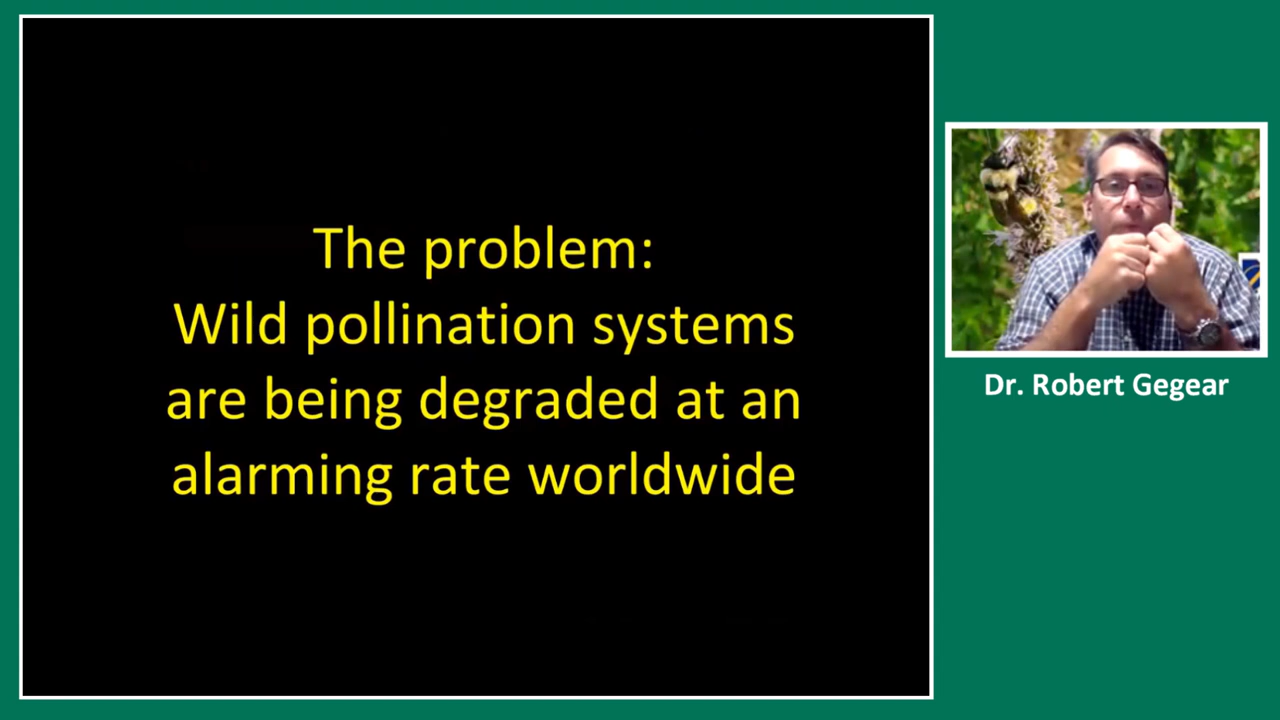 The problem:
Wild pollination systems
are being degraded at an
alarming rate worldwide
Dr. Robert Gegear